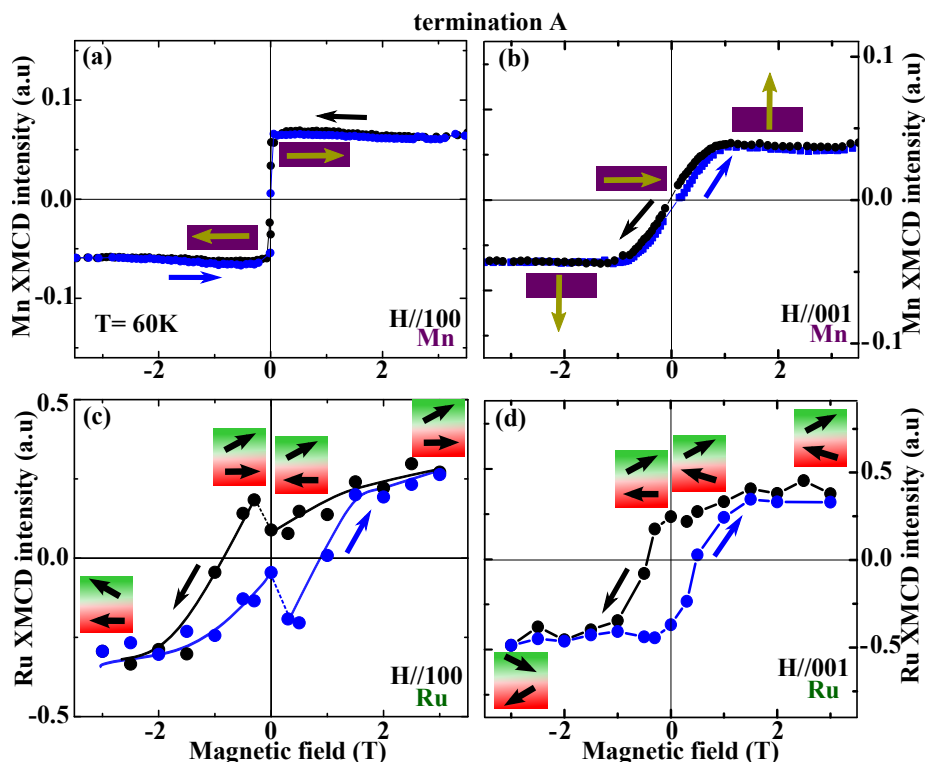 termination A
(a)
(b)
Mn XMCD intensity (a.u)
0.1
0.0
-0.1
T= 60K
H//100
Mn
-2
0
2
Mn XMCD intensity (a.u)
0.1
0
-0.1
H//001
Mn
-2
0
2
(c)
(d)
Ru XMCD intensity (a.u)
0.5
0.0
-0.5
H//100
Ru
-2
0
2
Magnetic field (T)
Ru XMCD intensity (a.u)
0.5
0
-0.5
H//001
Ru
-2
0
2
Magnetic field (T)